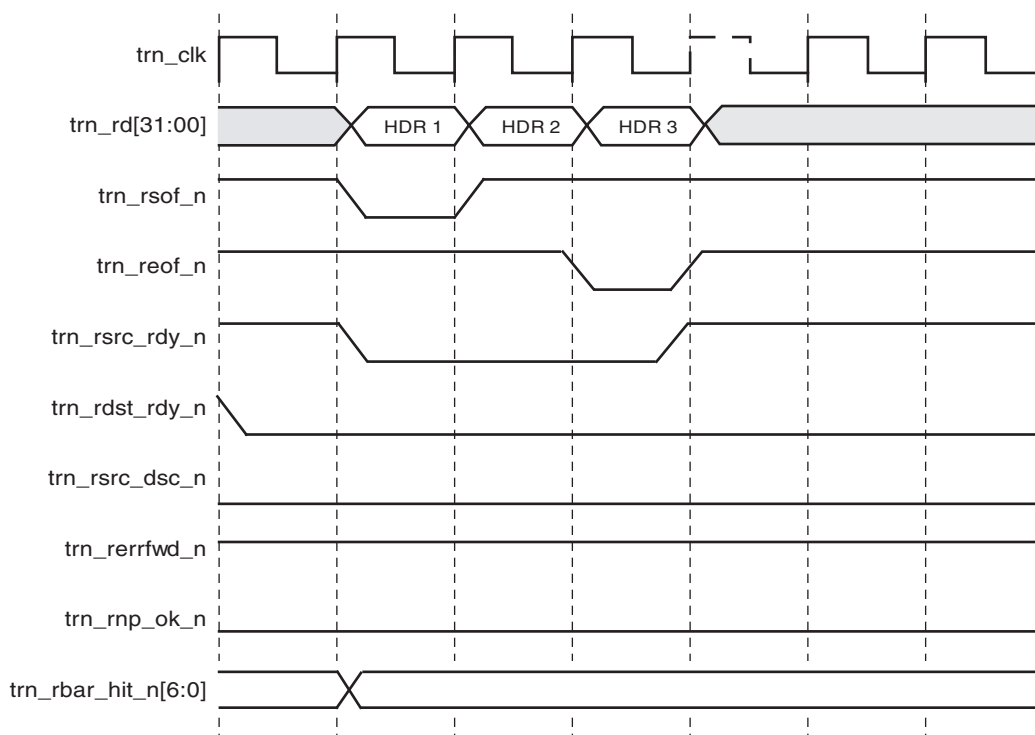 trn_clk
trn_rd[31:00]
HDR 1
HDR 2
HDR 3
trn_rsof_n
trn_reof_n
trn_rsrc_rdy_n
trn_rdst_rdy_n
trn_rsrc_dsc_n
trn_rerrfwd_n
trn_rnp_ok_n
trn_rbar_hit_n[6:0]